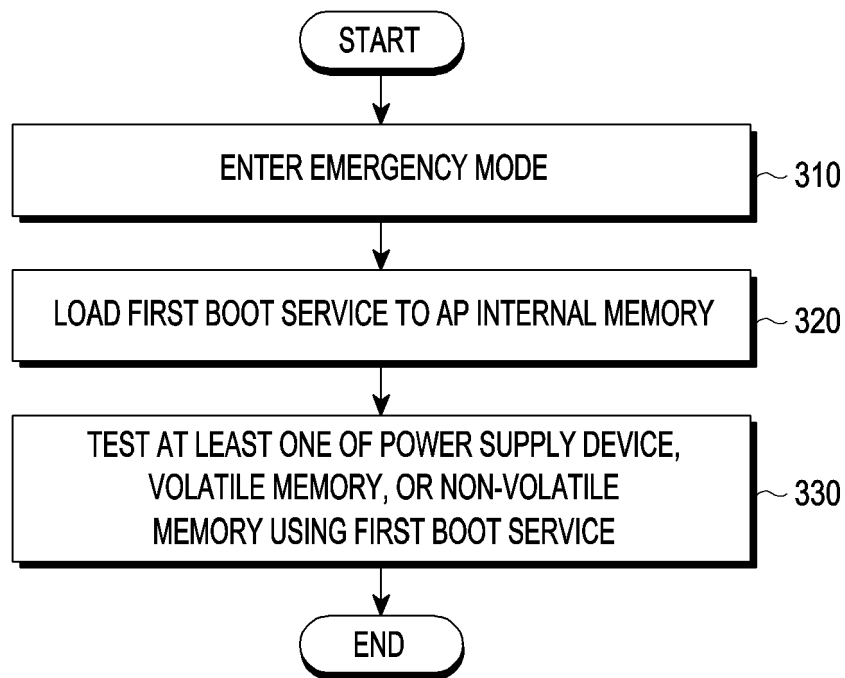 START
ENTER EMERGENCY MODE
310
LOAD FIRST BOOT SERVICE TO AP INTERNAL MEMORY
320
TEST AT LEAST ONE OF POWER SUPPLY DEVICE,
VOLATILE MEMORY, OR NON-VOLATILE
MEMORY USING FIRST BOOT SERVICE
330
END